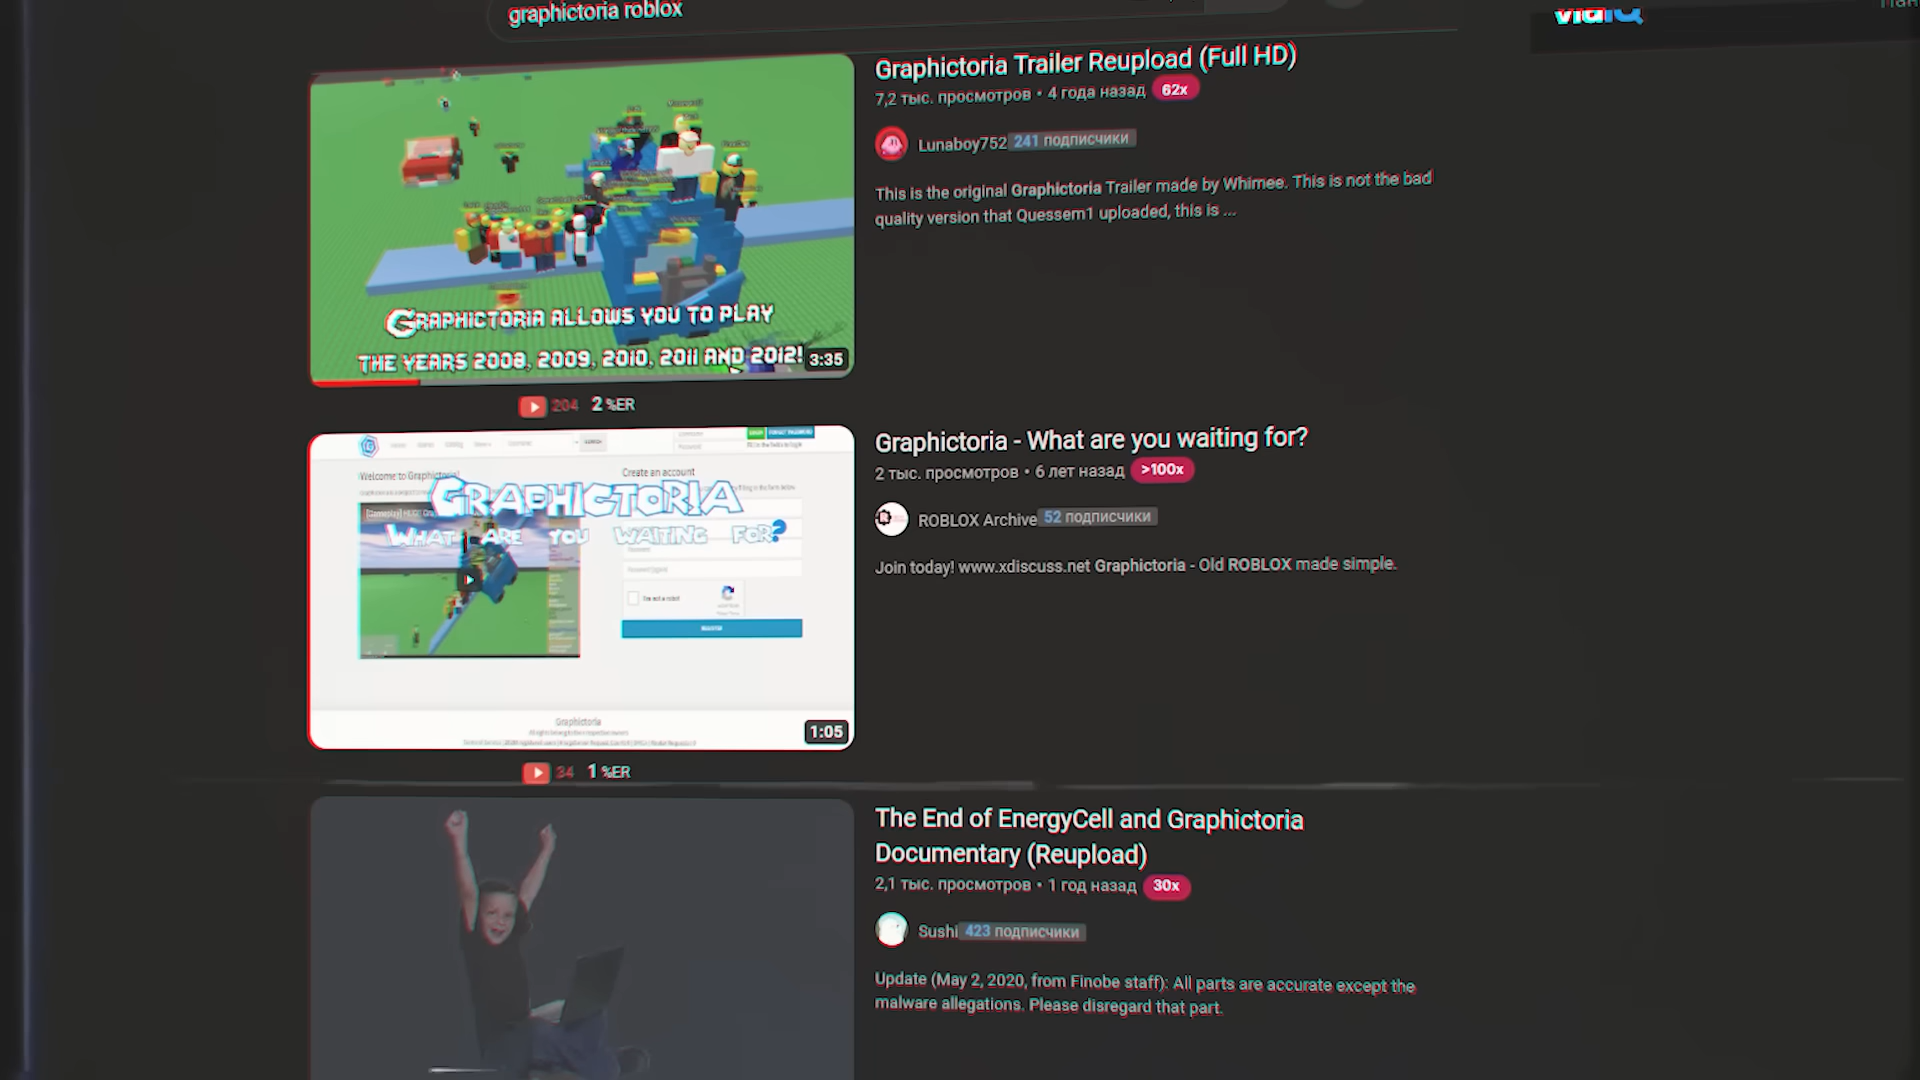 graphictoria roblox
vidIQ
Graphictoria Trailer Reupload (Full HD)
7,2 тыс. просмотров • 4 года назад 62x
Lunaboy752 241 подписчики
This is the original Graphictoria Trailer made by Whimee. This is not the bad
quality version that Quessem1 uploaded, this is ...
GRAPHICTORIA ALLOWS YOU TO PLAY
THE YEARS 2008, 2009, 2010, 2011 AND 2012!
3:35
204 2 %ER
Graphictoria - What are you waiting for?
2 тыс. просмотров • 6 лет назад >100x
ROBLOX Archive 52 подписчики
Join today! www.xdiscuss.net Graphictoria - Old ROBLOX made simple.
Welcome to Graphictoria!
Create an account
GRAPHICTORIA
WHAT ARE YOU WAITING FOR?
Graphictoria
1:05
34 1 %ER
The End of EnergyCell and Graphictoria
Documentary (Reupload)
2,1 тыс. просмотров • 1 год назад 30x
Sushi 423 подписчики
Update (May 2, 2020, from Finobe staff): All parts are accurate except the
malware allegations. Please disregard that part.